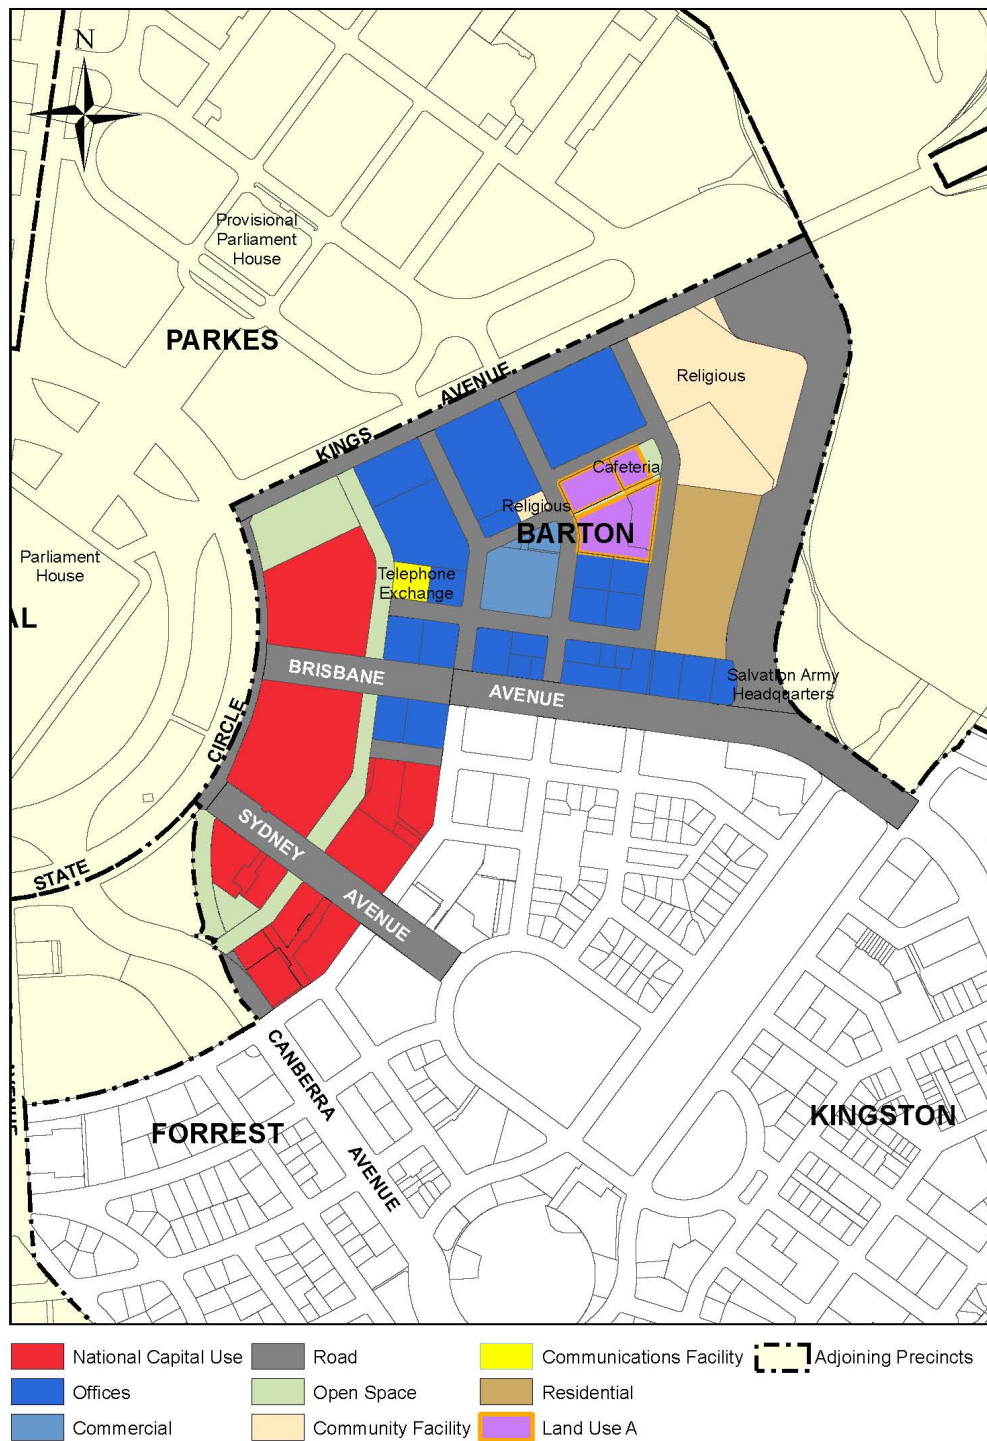 N
Provisional
Parliament
House
PARKES
KINGS
AVENUE
Religious
Cafeteria
Religious
BARTON
Parliament
House
AL
Telephone
Exchange
BRISBANE
AVENUE
Salvation Army
Headquarters
CIRCLE
STATE
SYDNEY
AVENUE
CANBERRA
AVENUE
FORREST
KINGSTON
AVENUE
National Capital Use
Road
Communications Facility
Adjoining Precincts
Offices
Open Space
Residential
Commercial
Community Facility
Land Use A